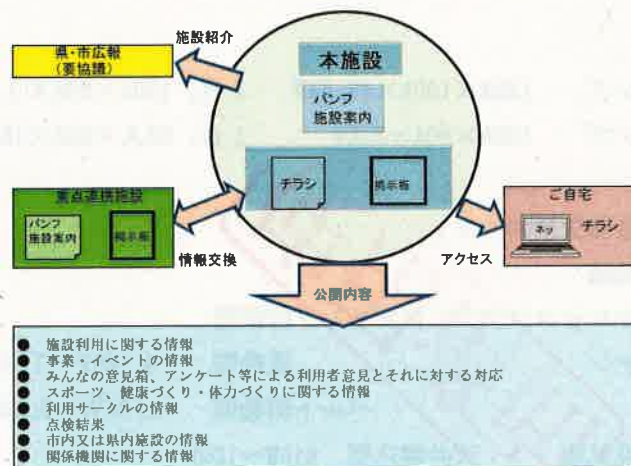 施設紹介
県・市広報
（要協議）
本施設
パンフ
施設案内
チラシ
掲示板
重点連携施設
パンフ
施設案内
掲示板
情報交換
アクセス
ご自宅
ネッ
チラシ
公開内容
● 施設利用に関する情報
● 事業・イベントの情報
● みんなの意見箱、アンケート等による利用者意見とそれに対する対応
● スポーツ、健康づくり・体力づくりに関する情報
● 利用サークルの情報
● 点検結果
● 市内又は県内施設の情報
● 関係機関に関する情報